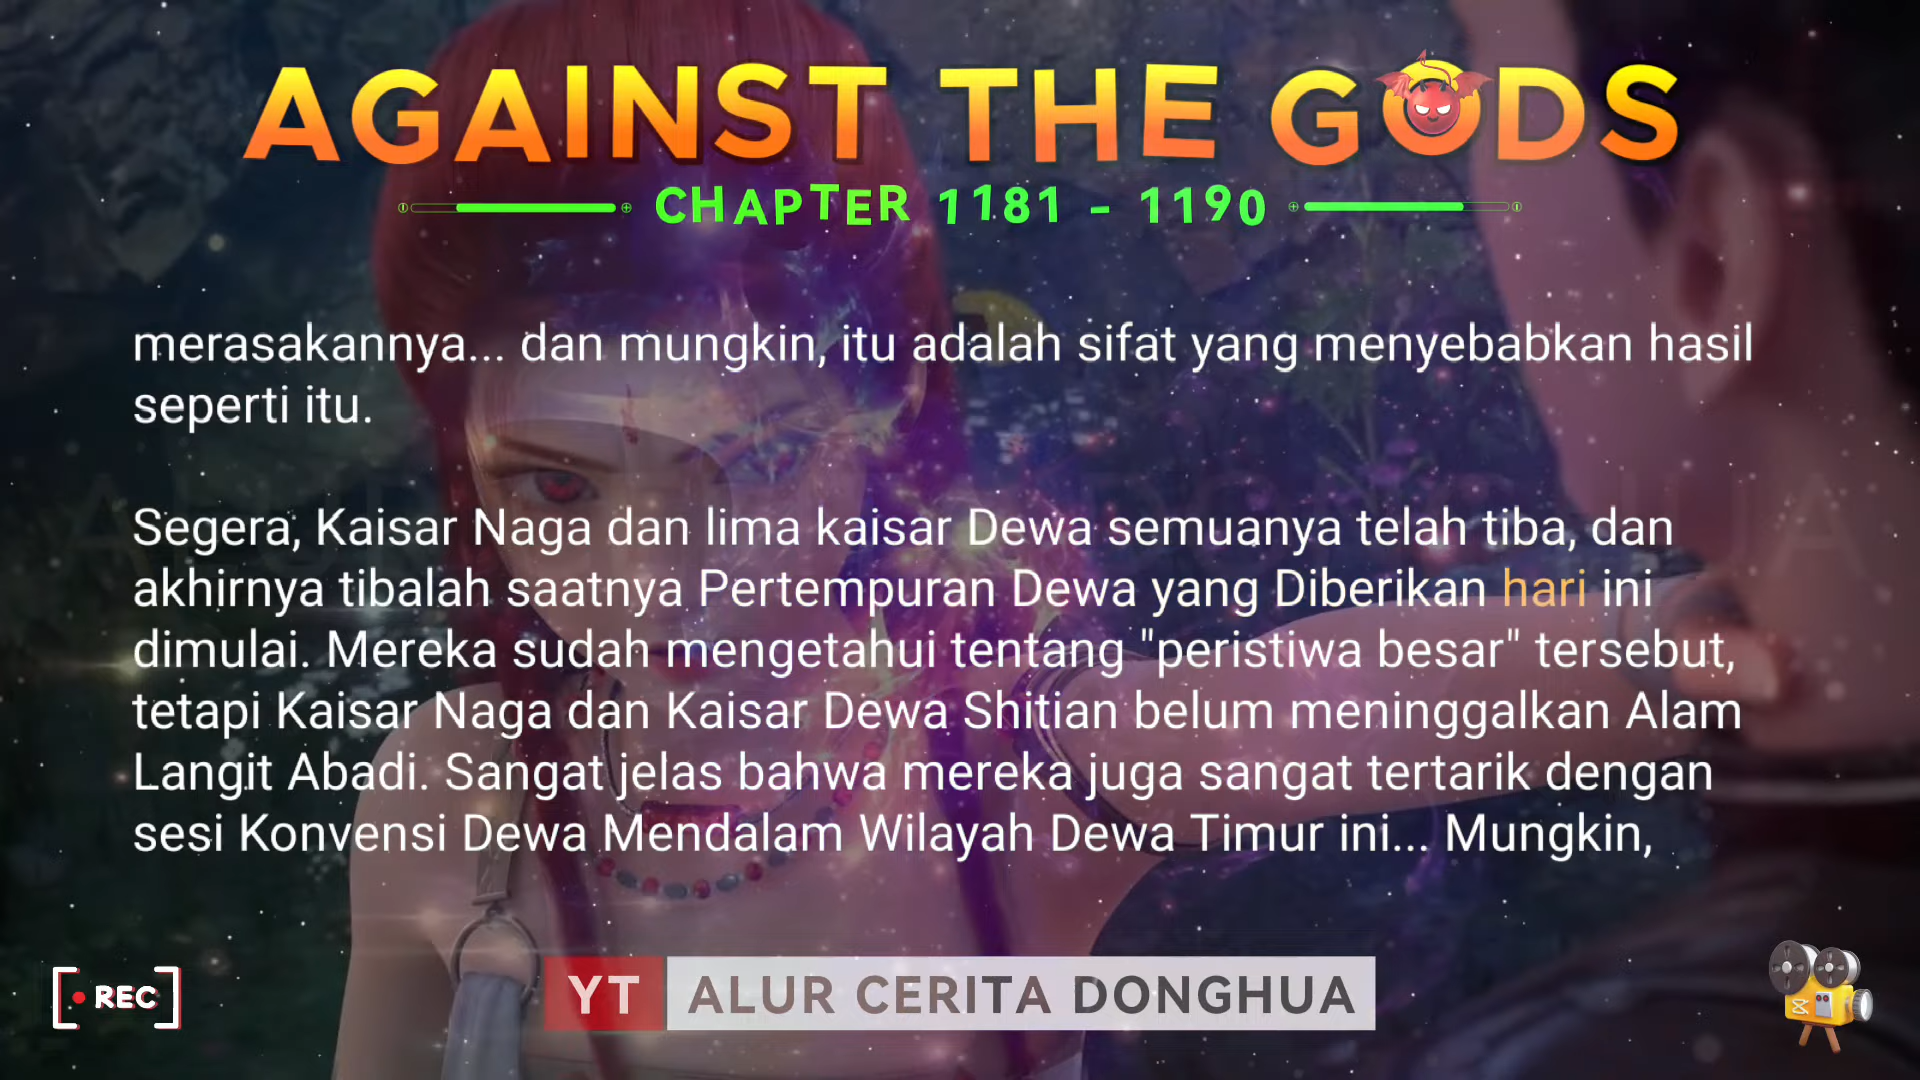 AGAINST THE GODS
CHAPTER 1181 - 1190
merasakannya... dan mungkin, itu adalah sifat yang menyebabkan hasil
seperti itu.
Segera, Kaisar Naga dan lima kaisar Dewa semuanya telah tiba, dan
akhirnya tibalah saatnya Pertempuran Dewa yang Diberikan hari ini
dimulai. Mereka sudah mengetahui tentang "peristiwa besar" tersebut,
tetapi Kaisar Naga dan Kaisar Dewa Shitian belum meninggalkan Alam
Langit Abadi. Sangat jelas bahwa mereka juga sangat tertarik dengan
sesi Konvensi Dewa Mendalam Wilayah Dewa Timur ini... Mungkin,
REC
YT ALUR CERITA DONGHUA